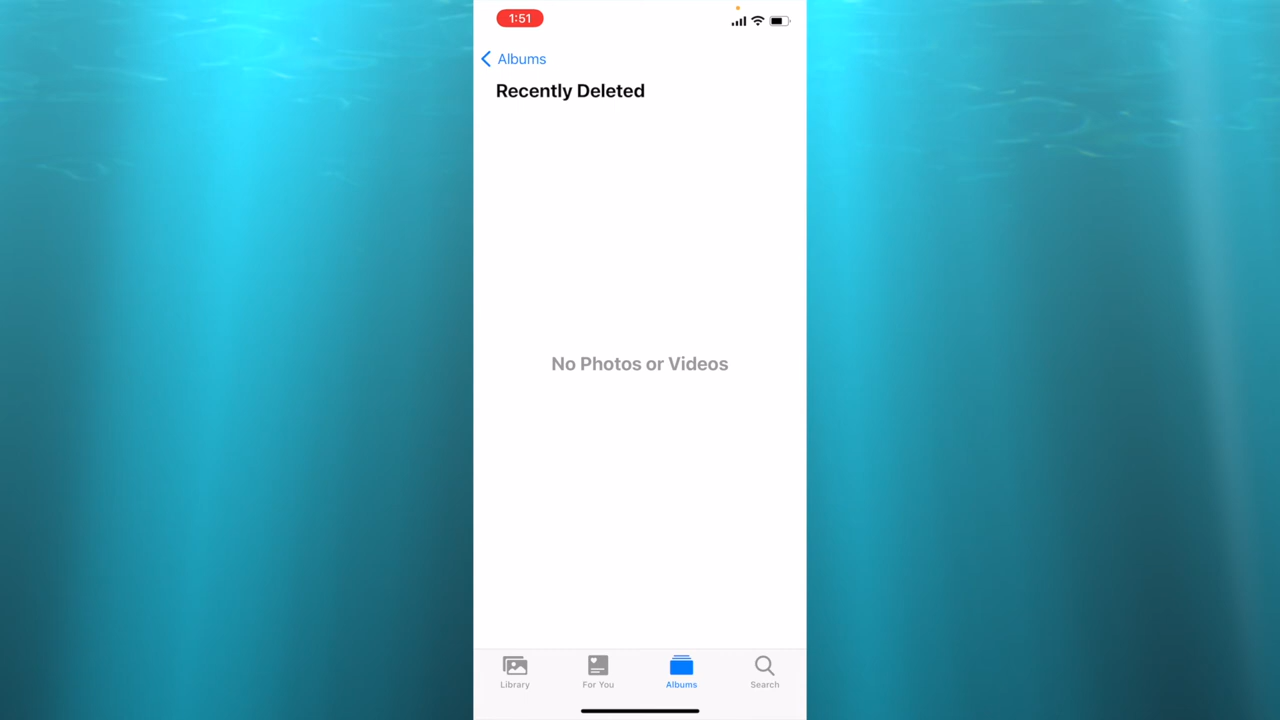 1:51
Albums
Recently Deleted
No Photos or Videos
Library
For You
Albums
Search